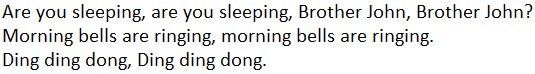 Are you sleeping, are you sleeping, Brother John, Brother John?
Morning bells are ringing, morning bells are ringing.
Ding ding dong, Ding ding dong.